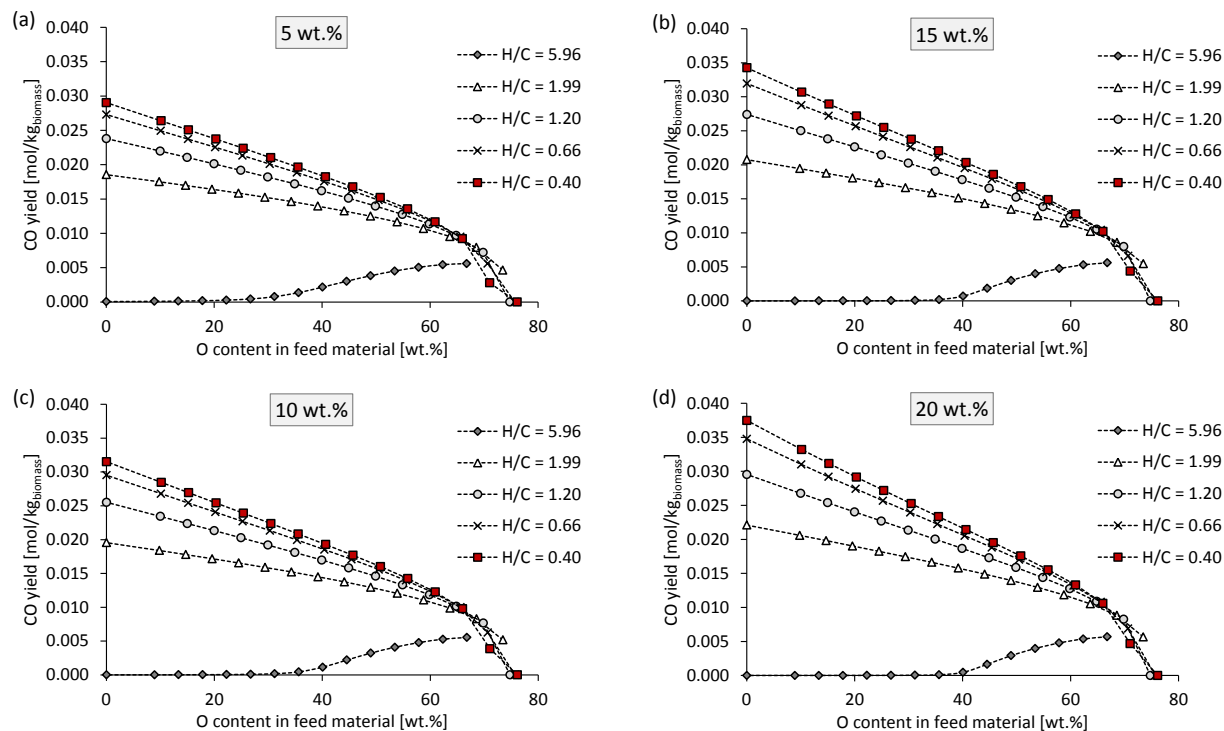 (a)
5 wt.%
CO yield [mol/kgbiomass]
0.040
0.035
0.030
0.025
0.020
0.015
0.010
0.005
0.000
0 20 40 60 80
O content in feed material [wt.%]
H/C = 5.96
H/C = 1.99
H/C = 1.20
H/C = 0.66
H/C = 0.40
(b)
15 wt.%
CO yield [mol/kgbiomass]
0.040
0.035
0.030
0.025
0.020
0.015
0.010
0.005
0.000
0 20 40 60 80
O content in feed material [wt.%]
H/C = 5.96
H/C = 1.99
H/C = 1.20
H/C = 0.66
H/C = 0.40
(c)
10 wt.%
CO yield [mol/kgbiomass]
0.040
0.035
0.030
0.025
0.020
0.015
0.010
0.005
0.000
0 20 40 60 80
O content in feed material [wt.%]
H/C = 5.96
H/C = 1.99
H/C = 1.20
H/C = 0.66
H/C = 0.40
(d)
20 wt.%
CO yield [mol/kgbiomass]
0.040
0.035
0.030
0.025
0.020
0.015
0.010
0.005
0.000
0 20 40 60 80
O content in feed material [wt.%]
H/C = 5.96
H/C = 1.99
H/C = 1.20
H/C = 0.66
H/C = 0.40